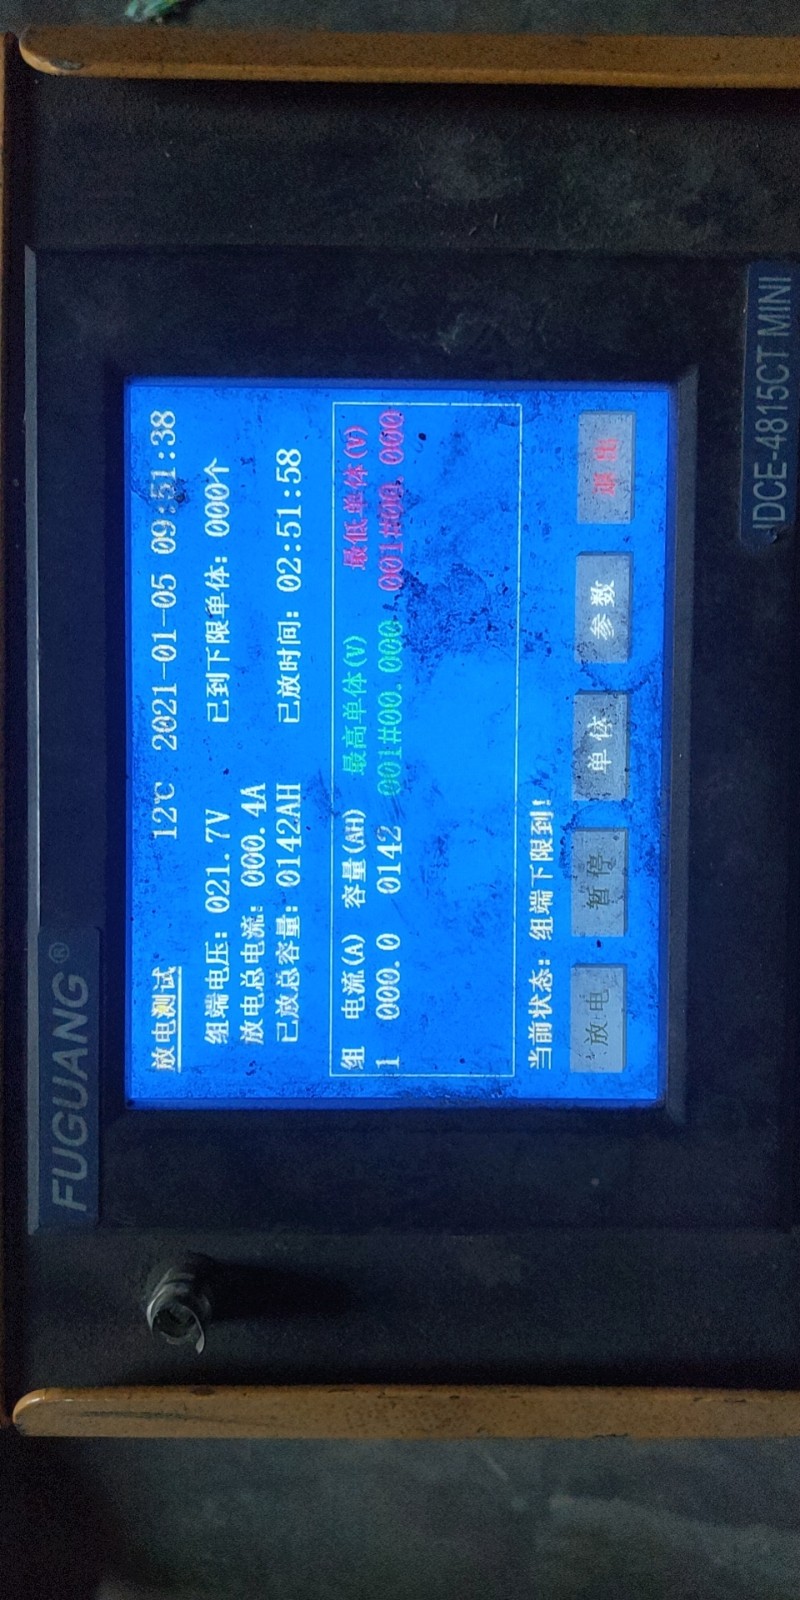 FUGUANG®
放电测试 12℃ 2021-01-05 09:51:38
组端电压: 021.7V 已到下限单体: 000个
放电总电流: 000.4A
已放总容量: 0142AH 已放时间: 02:51:58
组 电流(A) 容量(AH) 最高单体(V) 最低单体(V)
1 000.0 0142 001#00.000 001#00.000
当前状态: 组端下限到!
放电 暂停 单体 参数 退出
IDCE-4815CT MINI